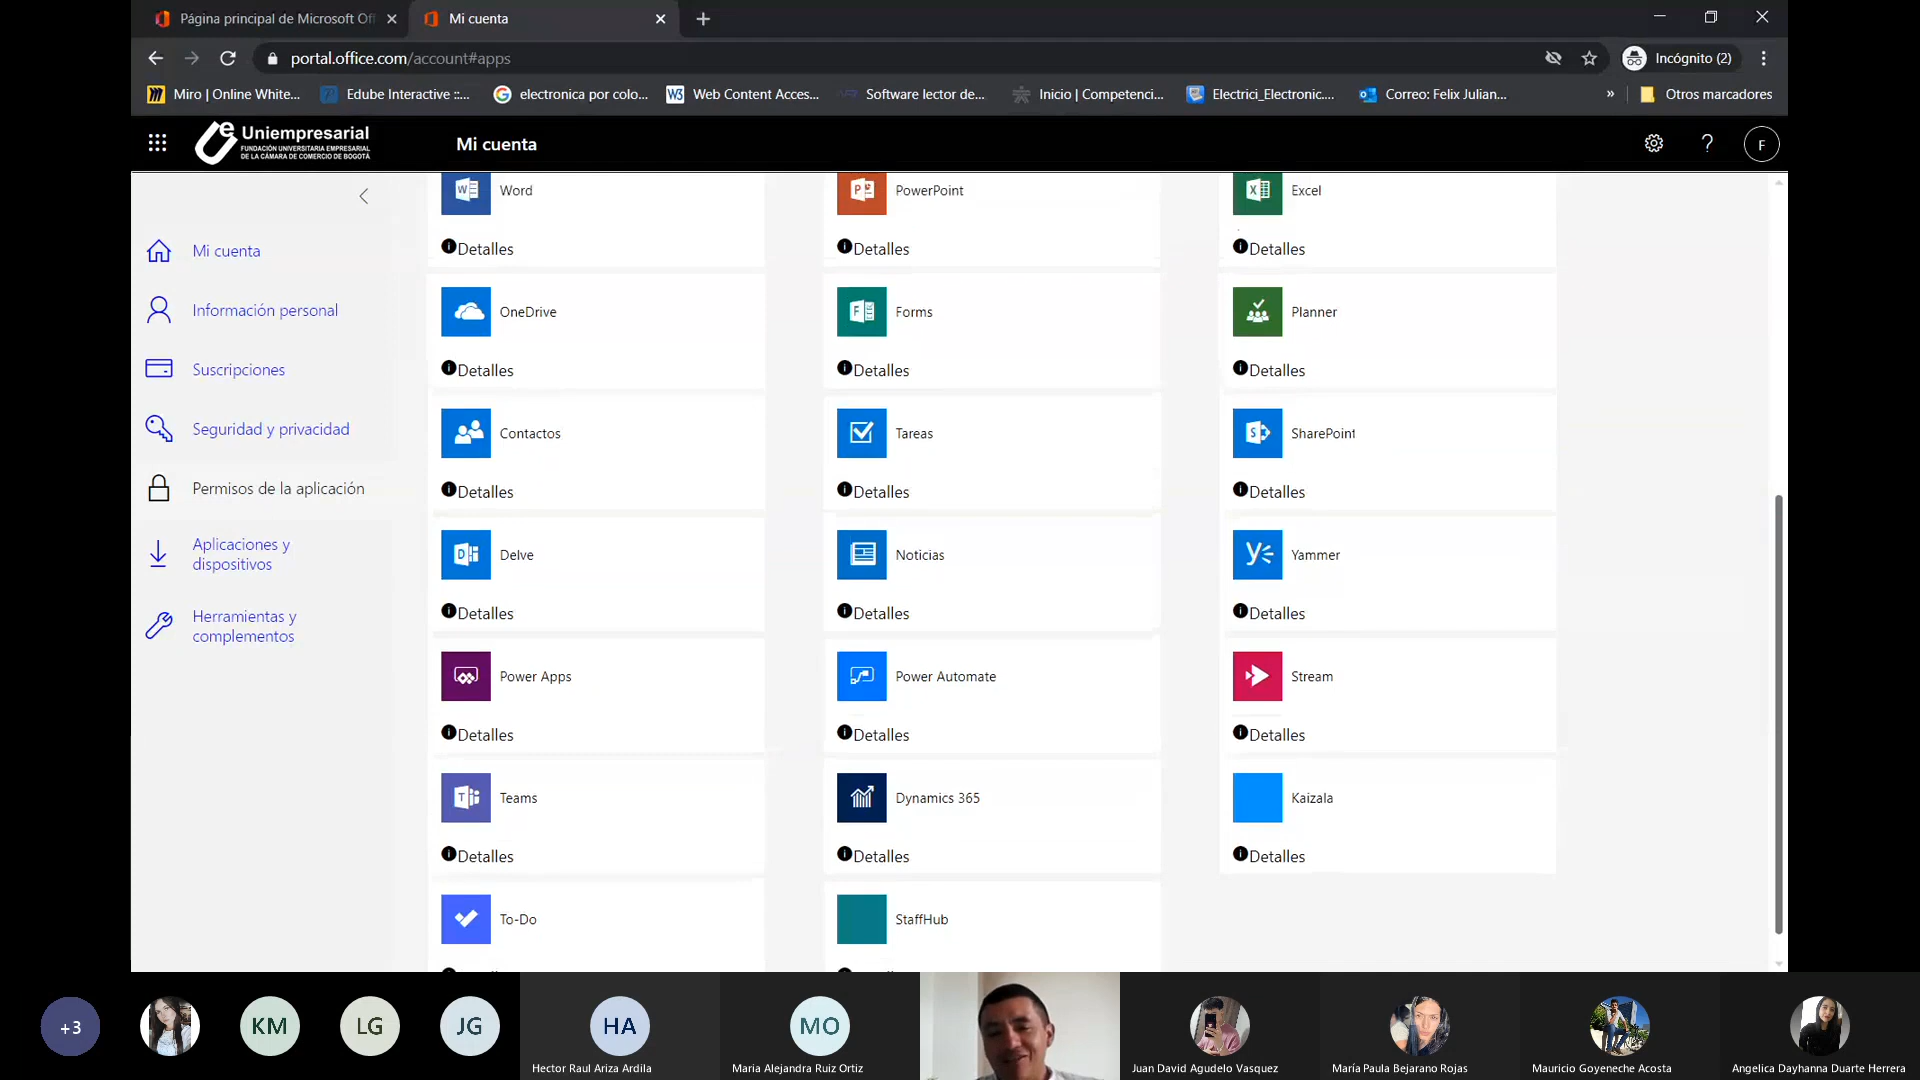 Página principal de Microsoft Off
Mi cuenta
portal.office.com/account#apps
Incógnito (2)
Miro | Online White...
Edube Interactive ::...
electronica por colo...
Web Content Acces...
Software lector de...
Inicio | Competenci...
Electrici_Electronic....
Correo: Felix Julian...
»
Otros marcadores
Uniempresarial
FUNDACIÓN UNIVERSITARIA EMPRESARIAL
DE LA CÁMARA DE COMERCIO DE BOGOTÁ
Mi cuenta
?
F
Mi cuenta
Información personal
Suscripciones
Seguridad y privacidad
Permisos de la aplicación
Aplicaciones y
dispositivos
Herramientas y
complementos
Word
PowerPoint
Excel
Detalles
Detalles
Detalles
OneDrive
Forms
Planner
Detalles
Detalles
Detalles
Contactos
Tareas
SharePoint
Detalles
Detalles
Detalles
Delve
Noticias
Yammer
Detalles
Detalles
Detalles
Power Apps
Power Automate
Stream
Detalles
Detalles
Detalles
Teams
Dynamics 365
Kaizala
Detalles
Detalles
Detalles
To-Do
StaffHub
+3
KM
LG
JG
HA
MO
Hector Raul Ariza Ardila
Maria Alejandra Ruiz Ortiz
Juan David Agudelo Vasquez
María Paula Bejarano Rojas
Mauricio Goyeneche Acosta
Angelica Dayhanna Duarte Herrera